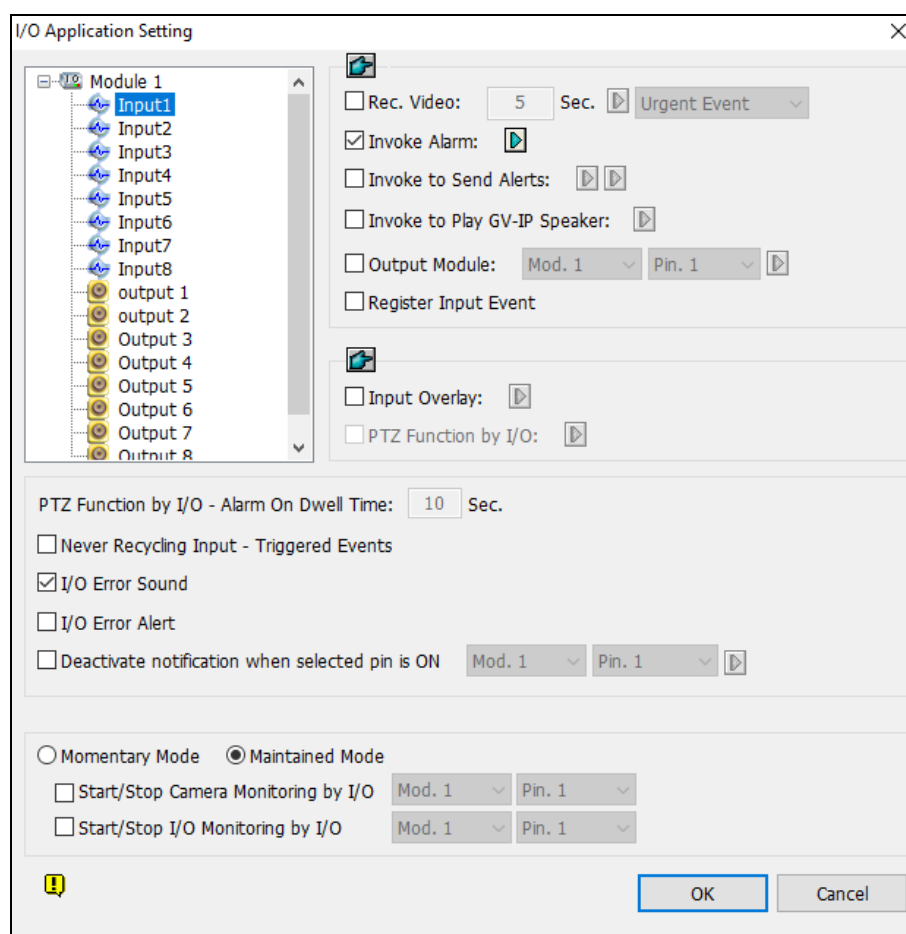 I/O Application Setting
Module 1
Input1
Input2
Input3
Input4
Input5
Input6
Input7
Input8
output 1
output 2
Output 3
Output 4
Output 5
Output 6
Output 7
Output 8
Rec. Video: 5 Sec. Urgent Event
Invoke Alarm:
Invoke to Send Alerts:
Invoke to Play GV-IP Speaker:
Output Module: Mod. 1 Pin. 1
Register Input Event
Input Overlay:
PTZ Function by I/O:
PTZ Function by I/O - Alarm On Dwell Time: 10 Sec.
Never Recycling Input - Triggered Events
I/O Error Sound
I/O Error Alert
Deactivate notification when selected pin is ON Mod. 1 Pin. 1
Momentary Mode Maintained Mode
Start/Stop Camera Monitoring by I/O Mod. 1 Pin. 1
Start/Stop I/O Monitoring by I/O Mod. 1 Pin. 1
OK Cancel